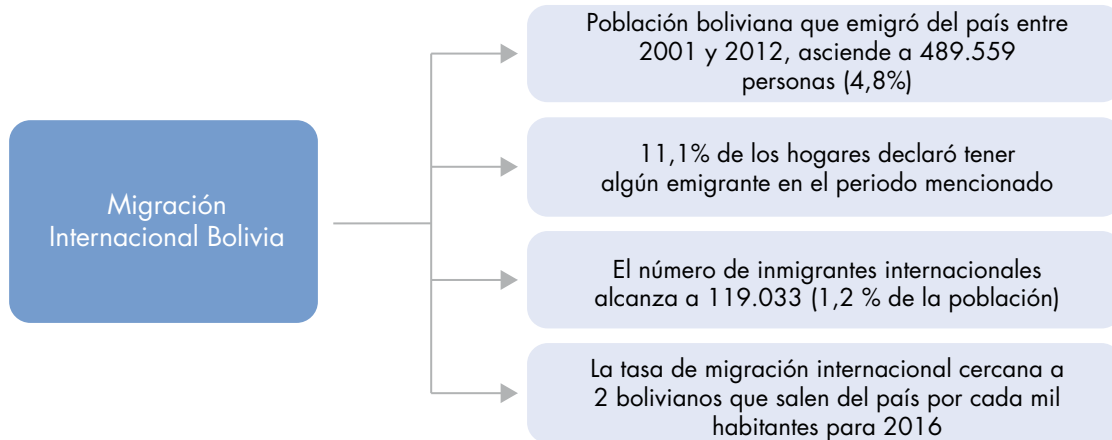 Migración
Internacional Bolivia
Población boliviana que emigró del país entre
2001 y 2012, asciende a 489.559
personas (4,8%)
11,1% de los hogares declaró tener
algún emigrante en el periodo mencionado
El número de inmigrantes internacionales
alcanza a 119.033 (1,2 % de la población)
La tasa de migración internacional cercana a
2 bolivianos que salen del país por cada mil
habitantes para 2016